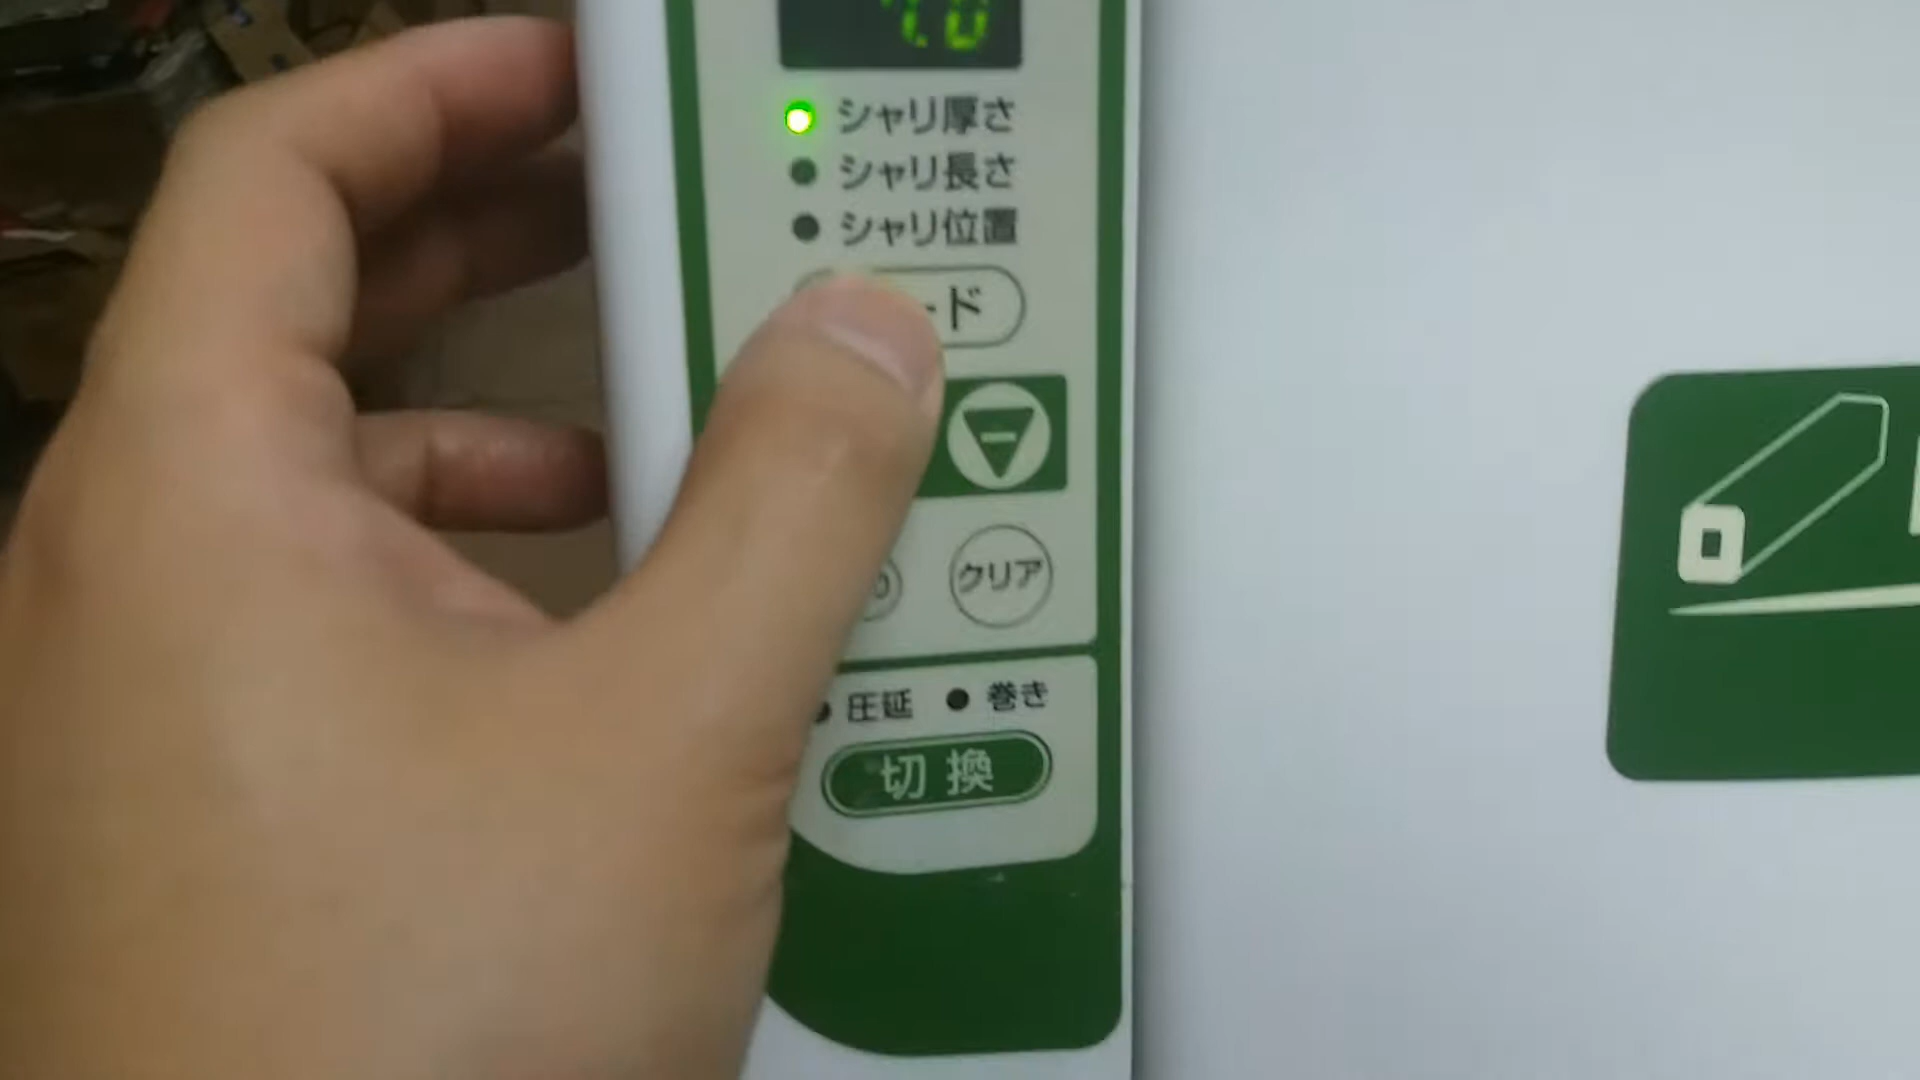 シャリ厚さ
シャリ長さ
シャリ位置
ード
クリア
圧延 巻き
切換